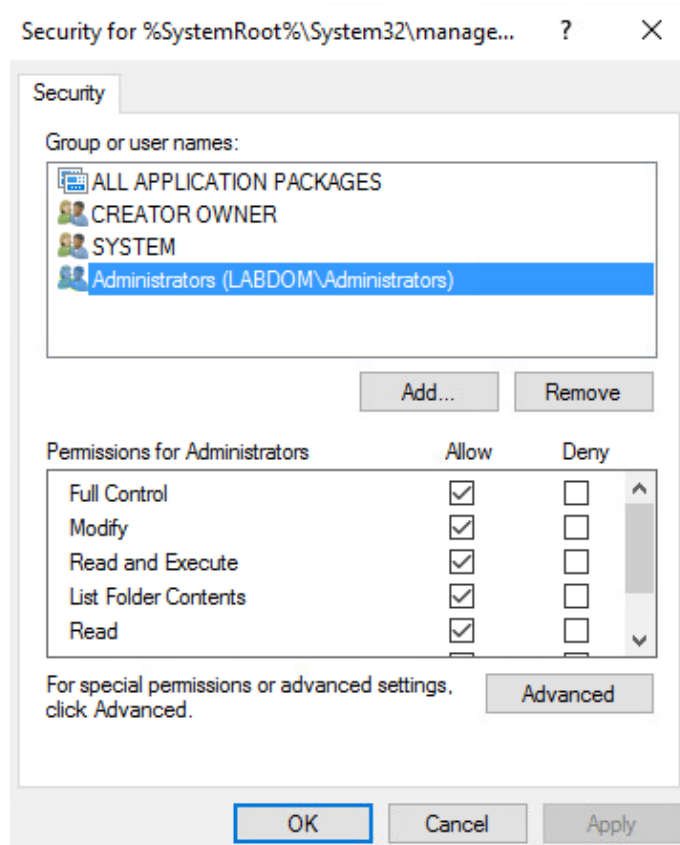 Security for %SystemRoot%\System32\manage... ?
Security
Group or user names:
ALL APPLICATION PACKAGES
CREATOR OWNER
SYSTEM
Administrators (LABDOM\Administrators)
Add... Remove
Permissions for Administrators Allow Deny
Full Control
Modify
Read and Execute
List Folder Contents
Read
For special permissions or advanced settings,
click Advanced.
Advanced
OK Cancel Apply